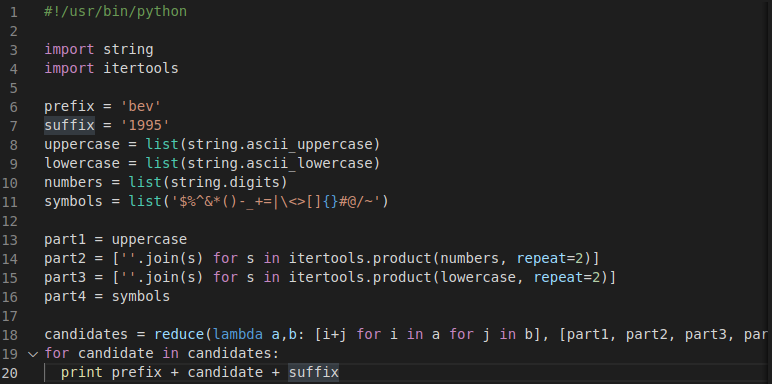 1 #!/usr/bin/python
2
3 import string
4 import itertools
5
6 prefix = 'bev'
7 suffix = '1995'
8 uppercase = list(string.ascii_uppercase)
9 lowercase = list(string.ascii_lowercase)
10 numbers = list(string.digits)
11 symbols = list('$%^&*()-_+=|\<>[]{}#@/~')
12
13 part1 = uppercase
14 part2 = [''.join(s) for s in itertools.product(numbers, repeat=2)]
15 part3 = [''.join(s) for s in itertools.product(lowercase, repeat=2)]
16 part4 = symbols
17
18 candidates = reduce(lambda a,b: [i+j for i in a for j in b], [part1, part2, part3, par
19 for candidate in candidates:
20 print prefix + candidate + suffix